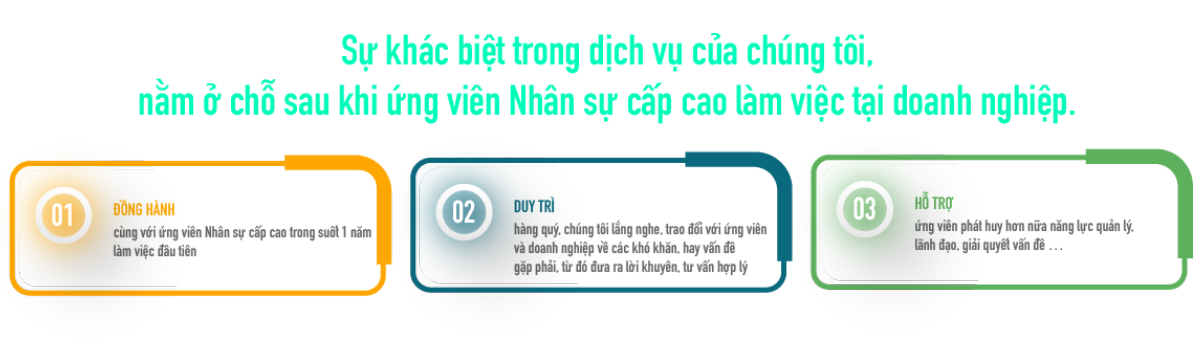 Sự khác biệt trong dịch vụ của chúng tôi,
nằm ở chỗ sau khi ứng viên Nhân sự cấp cao làm việc tại doanh nghiệp.
01
ĐỒNG HÀNH
cùng với ứng viên Nhân sự cấp cao trong suốt 1 năm
làm việc đầu tiên
02
DUY TRÌ
hàng quý, chúng tôi lắng nghe, trao đổi với ứng viên
và doanh nghiệp về các khó khăn, hay vấn đề
gặp phải, từ đó đưa ra lời khuyên, tư vấn hợp lý
03
HỖ TRỢ
ứng viên phát huy hơn nữa năng lực quản lý,
lãnh đạo, giải quyết vấn đề ...